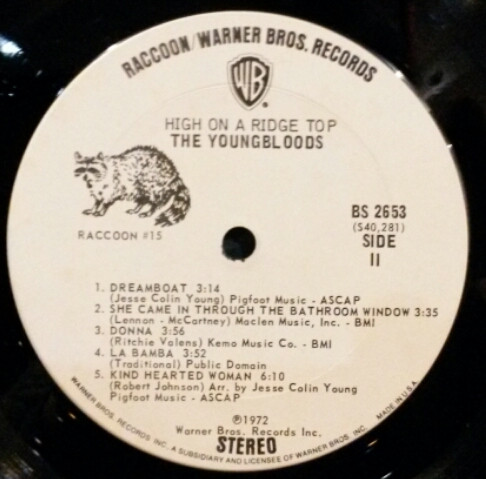 RACCOON/WARNER BROS. RECORDS
WB
®
HIGH ON A RIDGE TOP
THE YOUNGBLOODS
RACCOON #15
BS 2653
(S40,281)
SIDE
II
1. DREAMBOAT 3:14
(Jesse Colin Young) Pigfoot Music - ASCAP
2. SHE CAME IN THROUGH THE BATHROOM WINDOW 3:35
(Lennon - McCartney) Maclen Music, Inc. - BMI
3. DONNA 3:56
(Ritchie Valens) Kemo Music Co. - BMI
4. LA BAMBA 3:52
(Traditional) Public Domain
5. KIND HEARTED WOMAN 6:10
(Robert Johnson) Arr. by Jesse Colin Young
Pigfoot Music - ASCAP
℗1972
Warner Bros. Records Inc.
STEREO
WARNER BROS. RECORDS INC., A SUBSIDIARY AND LICENSEE OF WARNER BROS. INC. MADE IN U.S.A.